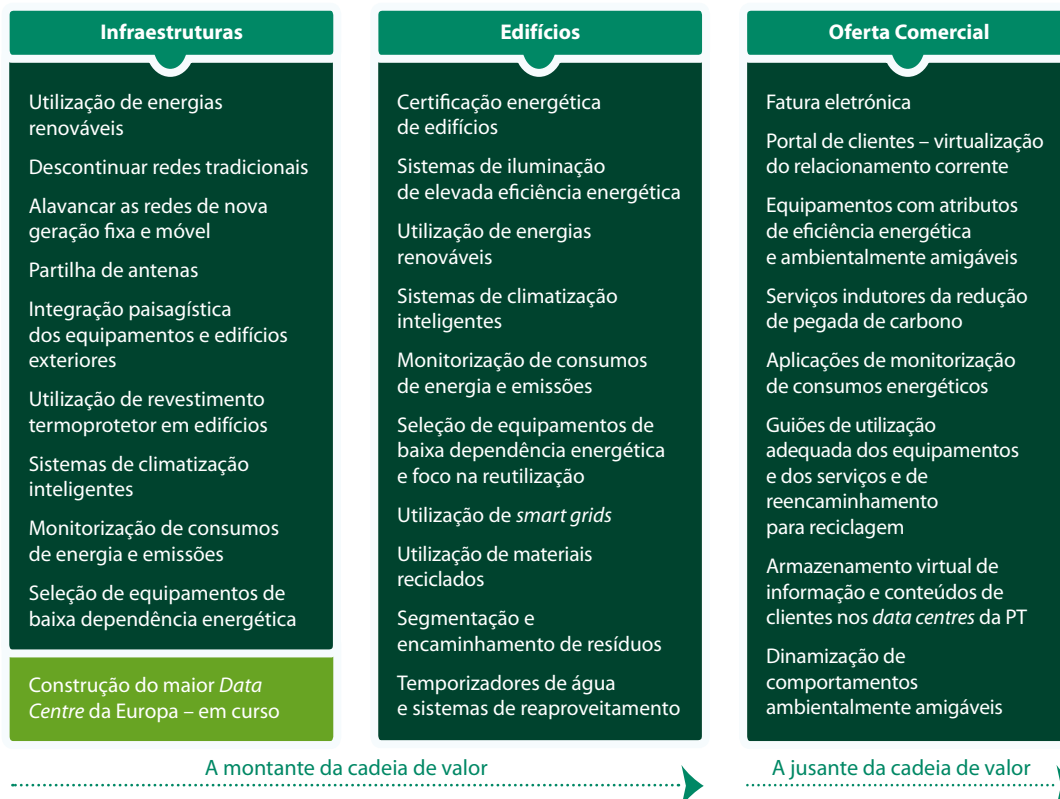 Infraestruturas
Utilização de energias
renováveis
Descontinuar redes tradicionais
Alavancar as redes de nova
geração fixa e móvel
Partilha de antenas
Integração paisagística
dos equipamentos e edifícios
exteriores
Utilização de revestimento
termoprotetor em edifícios
Sistemas de climatização
inteligentes
Monitorização de consumos
de energia e emissões
Seleção de equipamentos de
baixa dependência energética
Construção do maior Data
Centre da Europa – em curso
Edifícios
Certificação energética
de edifícios
Sistemas de iluminação
de elevada eficiência energética
Utilização de energias
renováveis
Sistemas de climatização
inteligentes
Monitorização de consumos
de energia e emissões
Seleção de equipamentos de
baixa dependência energética
e foco na reutilização
Utilização de smart grids
Utilização de materiais
reciclados
Segmentação e
encaminhamento de resíduos
Temporizadores de água
e sistemas de reaproveitamento
Oferta Comercial
Fatura eletrónica
Portal de clientes – virtualização
do relacionamento corrente
Equipamentos com atributos
de eficiência energética
e ambientalmente amigáveis
Serviços indutores da redução
de pegada de carbono
Aplicações de monitorização
de consumos energéticos
Guiões de utilização
adequada dos equipamentos
e dos serviços e de
reencaminhamento
para reciclagem
Armazenamento virtual de
informação e conteúdos de
clientes nos data centres da PT
Dinamização de
comportamentos
ambientalmente amigáveis
A montante da cadeia de valor
A jusante da cadeia de valor